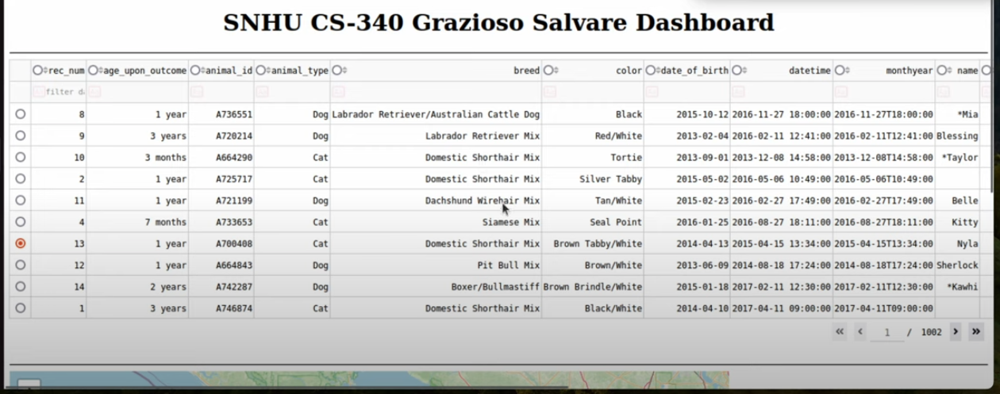 SNHU CS-340 Grazioso Salvare Dashboard
rec_num age_upon_outcome animal_id animal_type breed color date_of_birth datetime monthyear name
filter d
8 1 year A736551 Dog Labrador Retriever/Australian Cattle Dog Black 2015-10-12 2016-11-27 18:00:00 2016-11-27T18:00:00 *Mia
9 3 years A720214 Dog Labrador Retriever Mix Red/White 2013-02-04 2016-02-11 12:41:00 2016-02-11T12:41:00 Blessing
10 3 months A664290 Cat Domestic Shorthair Mix Tortie 2013-09-01 2013-12-08 14:58:00 2013-12-08T14:58:00 *Taylor
2 1 year A725717 Cat Domestic Shorthair Mix Silver Tabby 2015-05-02 2016-05-06 10:49:00 2016-05-06T10:49:00
11 1 year A721199 Dog Dachshund Wirehair Mix Tan/White 2015-02-23 2016-02-27 17:49:00 2016-02-27T17:49:00 Belle
4 7 months A733653 Cat Siamese Mix Seal Point 2016-01-25 2016-08-27 18:11:00 2016-08-27T18:11:00 Kitty
13 1 year A700408 Cat Domestic Shorthair Mix Brown Tabby/White 2014-04-13 2015-04-15 13:34:00 2015-04-15T13:34:00 Nyla
12 1 year A664843 Dog Pit Bull Mix Brown/White 2013-06-09 2014-08-18 17:24:00 2014-08-18T17:24:00 Sherlock
14 2 years A742287 Dog Boxer/Bullmastiff Brown Brindle/White 2015-01-18 2017-02-11 12:30:00 2017-02-11T12:30:00 *Kawhi
1 3 years A746874 Cat Domestic Shorthair Mix Black/White 2014-04-10 2017-04-11 09:00:00 2017-04-11T09:00:00
« ‹ 1 / 1002 › »